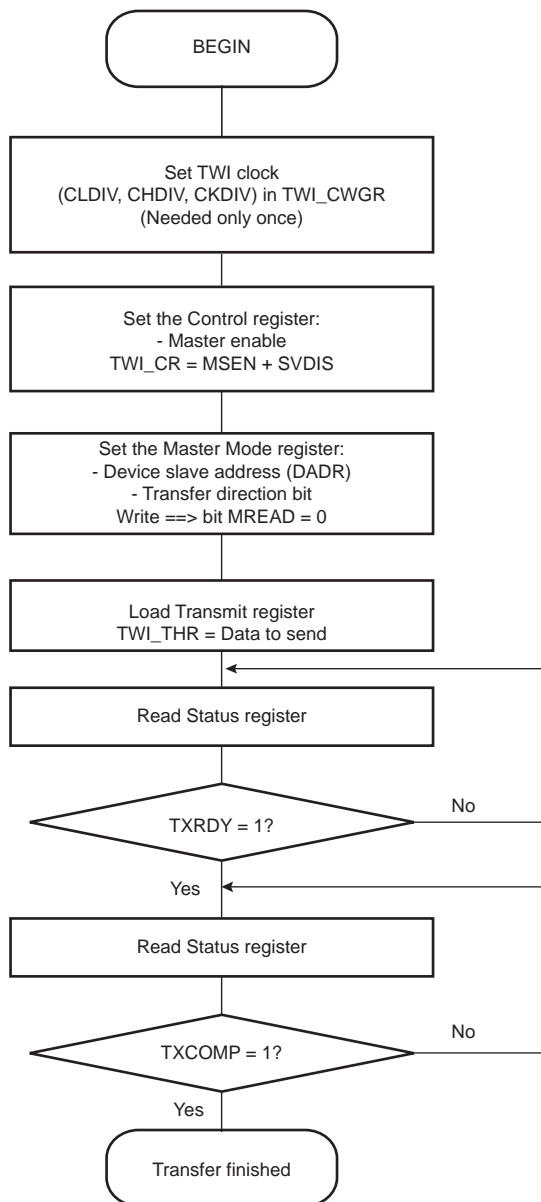 BEGIN
Set TWI clock
(CLDIV, CHDIV, CKDIV) in TWI_CWGR
(Needed only once)
Set the Control register:
- Master enable
TWI_CR = MSEN + SVDIS
Set the Master Mode register:
- Device slave address (DADR)
- Transfer direction bit
Write ==> bit MREAD = 0
Load Transmit register
TWI_THR = Data to send
Read Status register
TXRDY = 1?
No
Yes
Read Status register
TXCOMP = 1?
No
Yes
Transfer finished